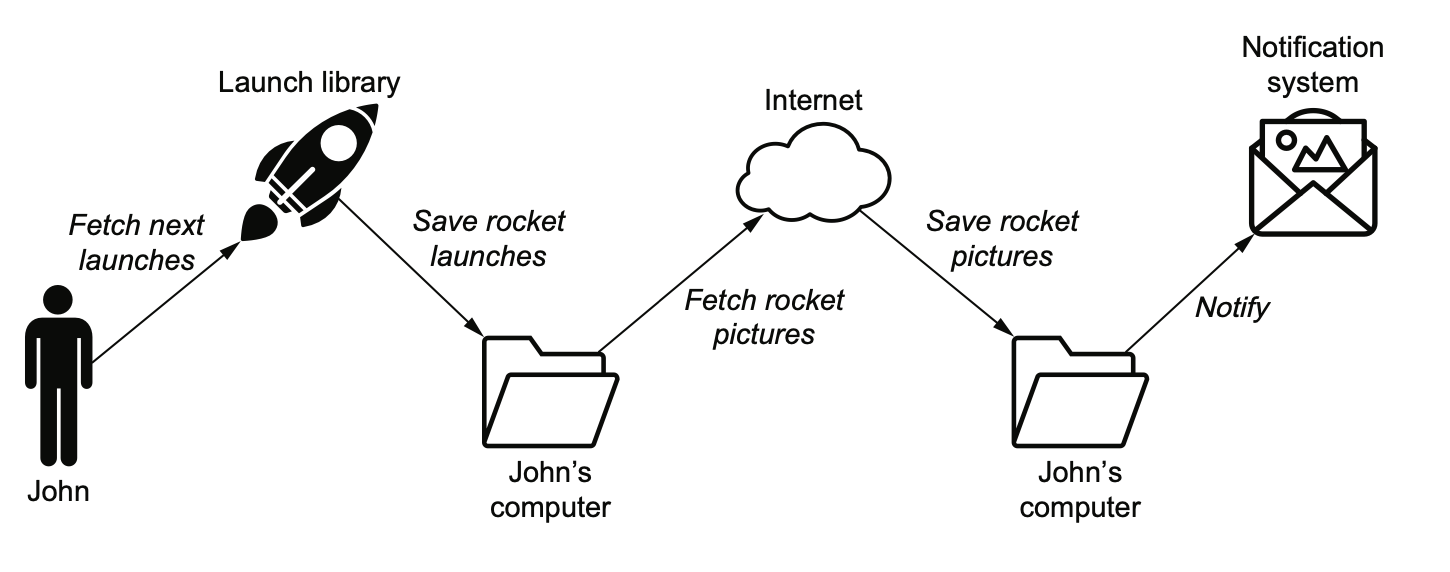 Launch library
Fetch next
launches
John
Save rocket
launches
John's
computer
Internet
Fetch rocket
pictures
Save rocket
pictures
John's
computer
Notify
Notification
system